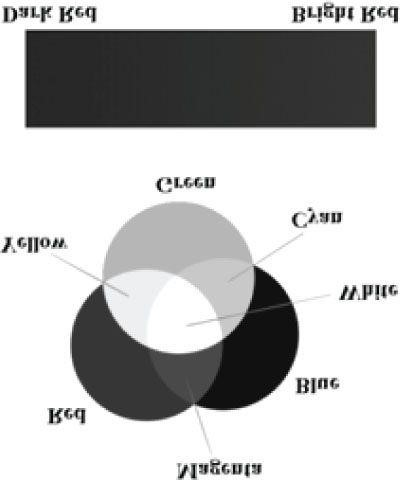 Dark Red Bright Red
Green
Cyan
Yellow
White
Blue
Red
Magenta